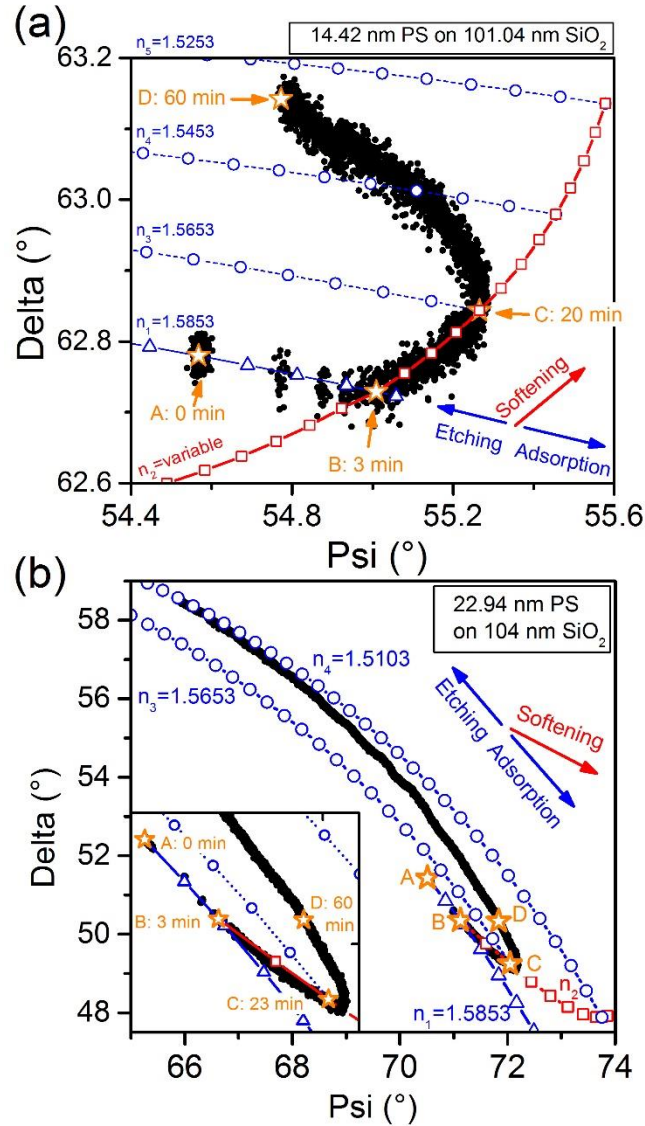 (a)
14.42 nm PS on 101.04 nm SiO₂
63.2
63.0
62.8
62.6
Delta (°)
n₅=1.5253
D: 60 min
n₄=1.5453
n₃=1.5653
n₁=1.5853
A: 0 min
C: 20 min
B: 3 min
n₂=variable
Softening
Etching Adsorption
54.4 54.8 55.2 55.6
Psi (°)
(b)
22.94 nm PS
on 104 nm SiO₂
58
56
54
52
50
48
Delta (°)
n₄=1.5103
n₃=1.5653
Softening
Etching Adsorption
A
B
C
D
n₂
n₁=1.5853
A: 0 min
B: 3 min
C: 23 min
D: 60
min
66 68 70 72 74
Psi (°)